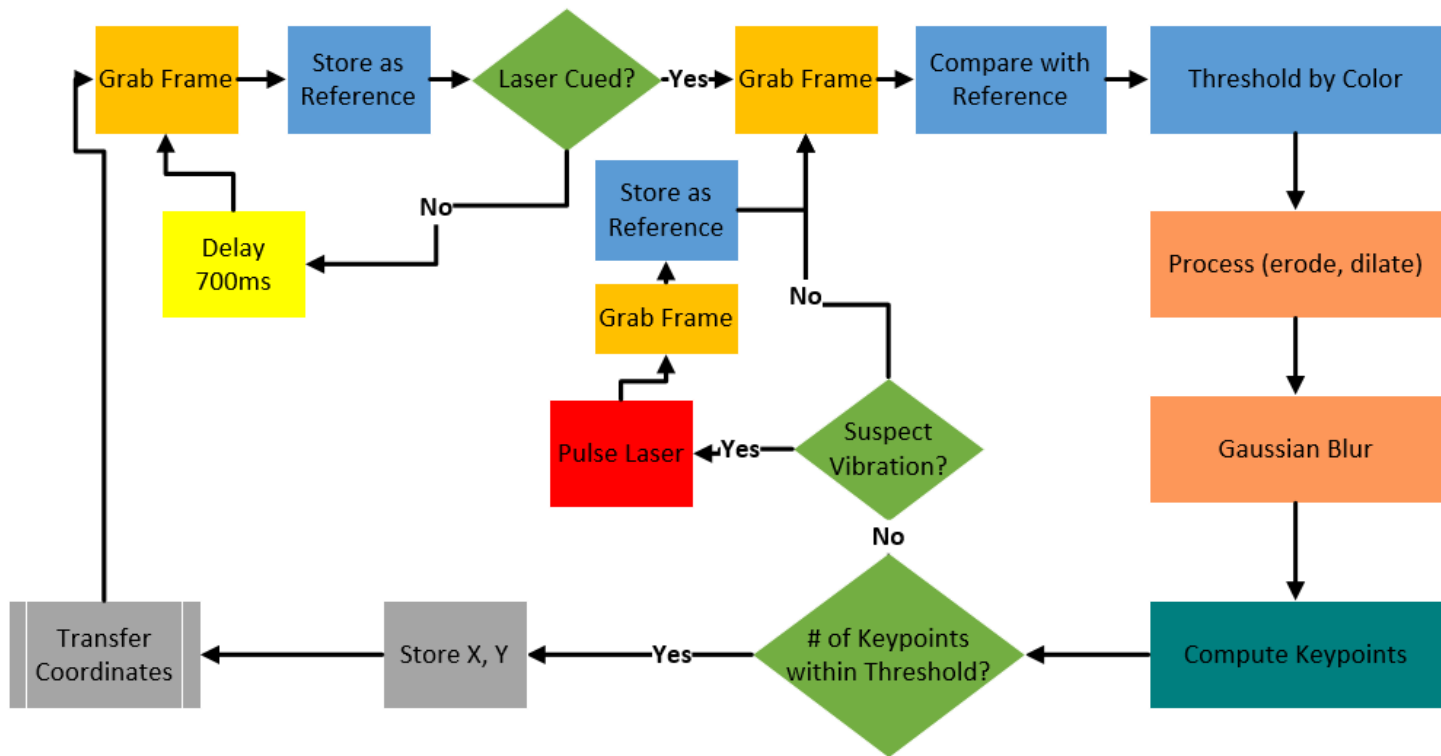 Grab Frame
Store as
Reference
Laser Cued?
Yes
Grab Frame
Compare with
Reference
Threshold by Color
No
Delay
700ms
Store as
Reference
Process (erode, dilate)
No
Grab Frame
Pulse Laser
Yes
Suspect
Vibration?
Gaussian Blur
No
Transfer
Coordinates
Store X, Y
Yes
# of Keypoints
within Threshold?
Compute Keypoints